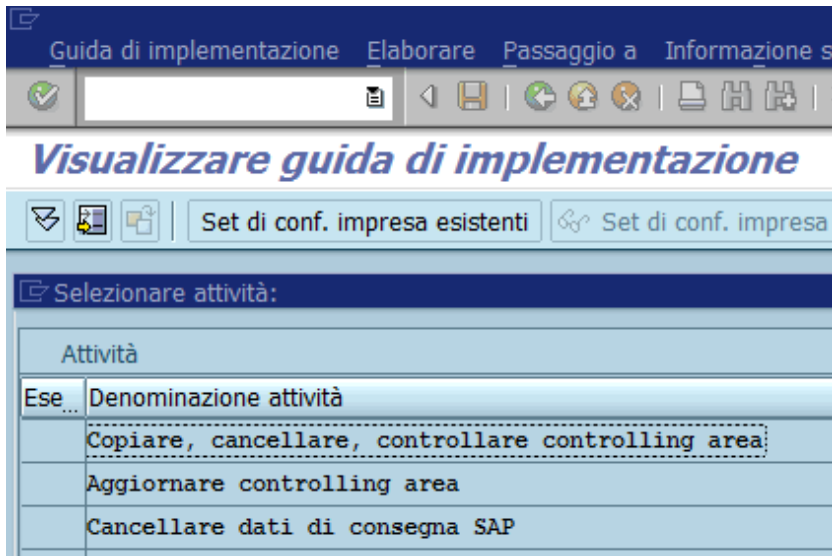 Guida di implementazione Elaborare Passaggio a Informazione s
Visualizzare guida di implementazione
Set di conf. impresa esistenti Set di conf. impresa
Selezionare attività:
Attività
Ese... Denominazione attività
Copiare, cancellare, controllare controlling area
Aggiornare controlling area
Cancellare dati di consegna SAP